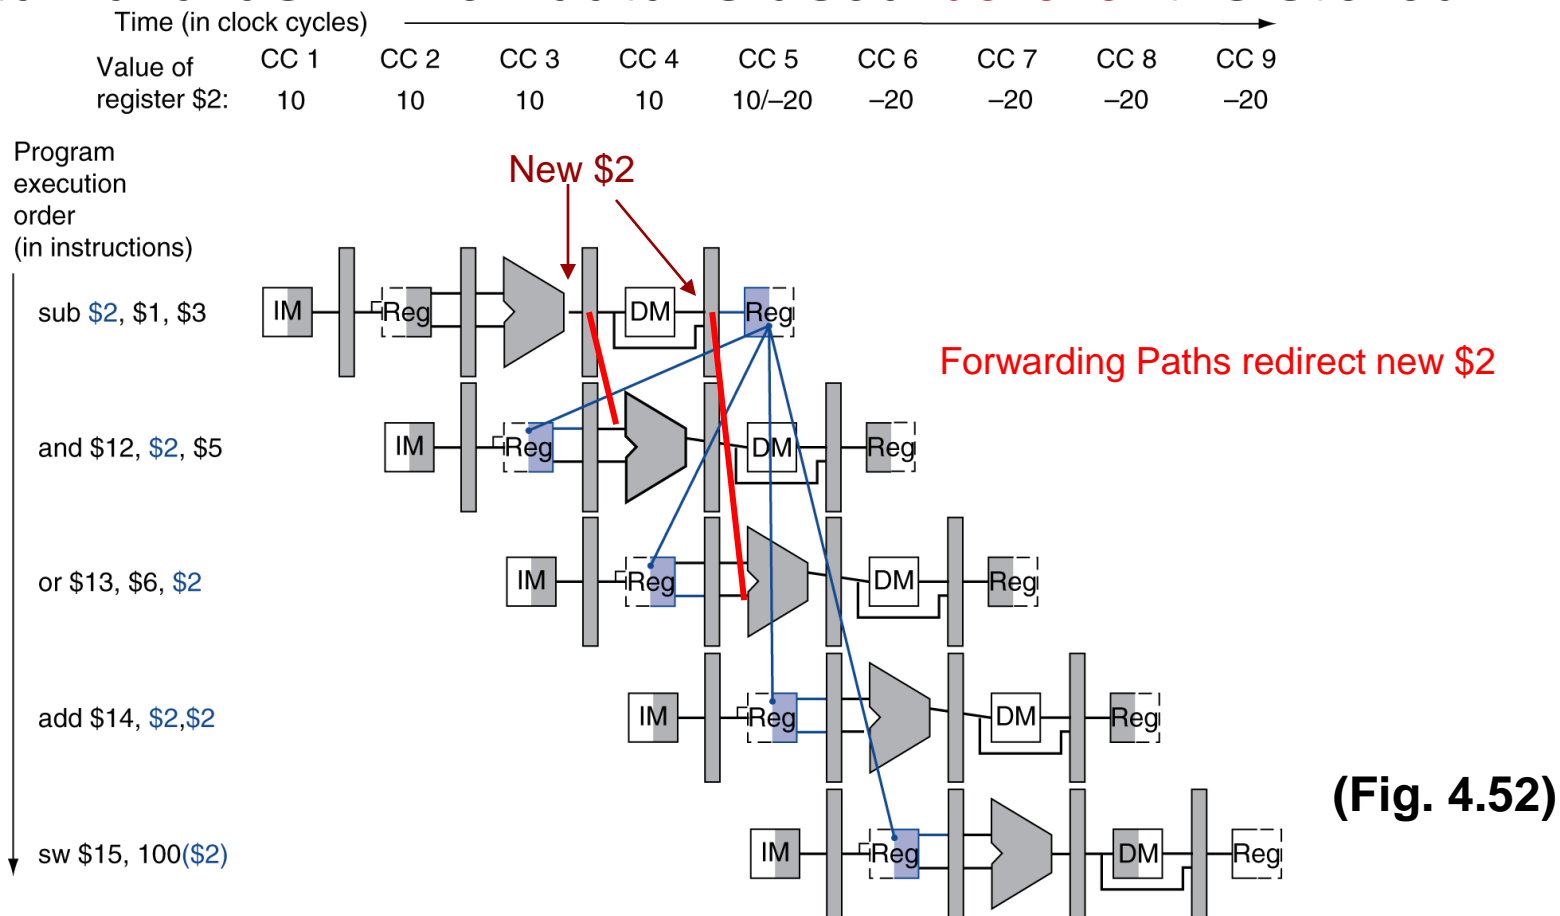 Time (in clock cycles)
CC 1 CC 2 CC 3 CC 4 CC 5 CC 6 CC 7 CC 8 CC 9
Value of
register $2: 10 10 10 10 10/–20 –20 –20 –20 –20
Program
execution
order
(in instructions)
New $2
sub $2, $1, $3
IM Reg DM Reg
Forwarding Paths redirect new $2
and $12, $2, $5
IM Reg DM Reg
or $13, $6, $2
IM Reg DM Reg
add $14, $2,$2
IM Reg DM Reg
(Fig. 4.52)
sw $15, 100($2)
IM Reg DM Reg